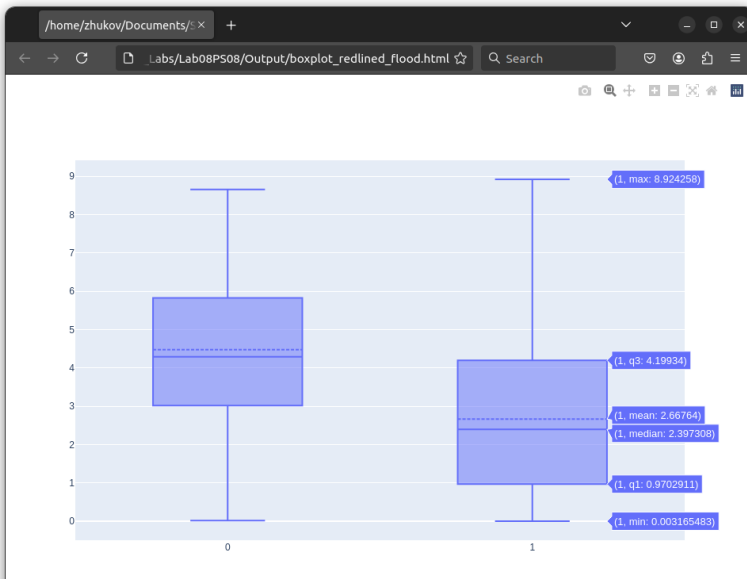 /home/zhukov/Documents/S
_Labs/Lab08PS08/Output/boxplot_redlined_flood.html
Search
9
8
7
6
5
4
3
2
1
0
0
1
(1, max: 8.924258)
(1, q3: 4.19934)
(1, mean: 2.66764)
(1, median: 2.397308)
(1, q1: 0.9702911)
(1, min: 0.003165483)